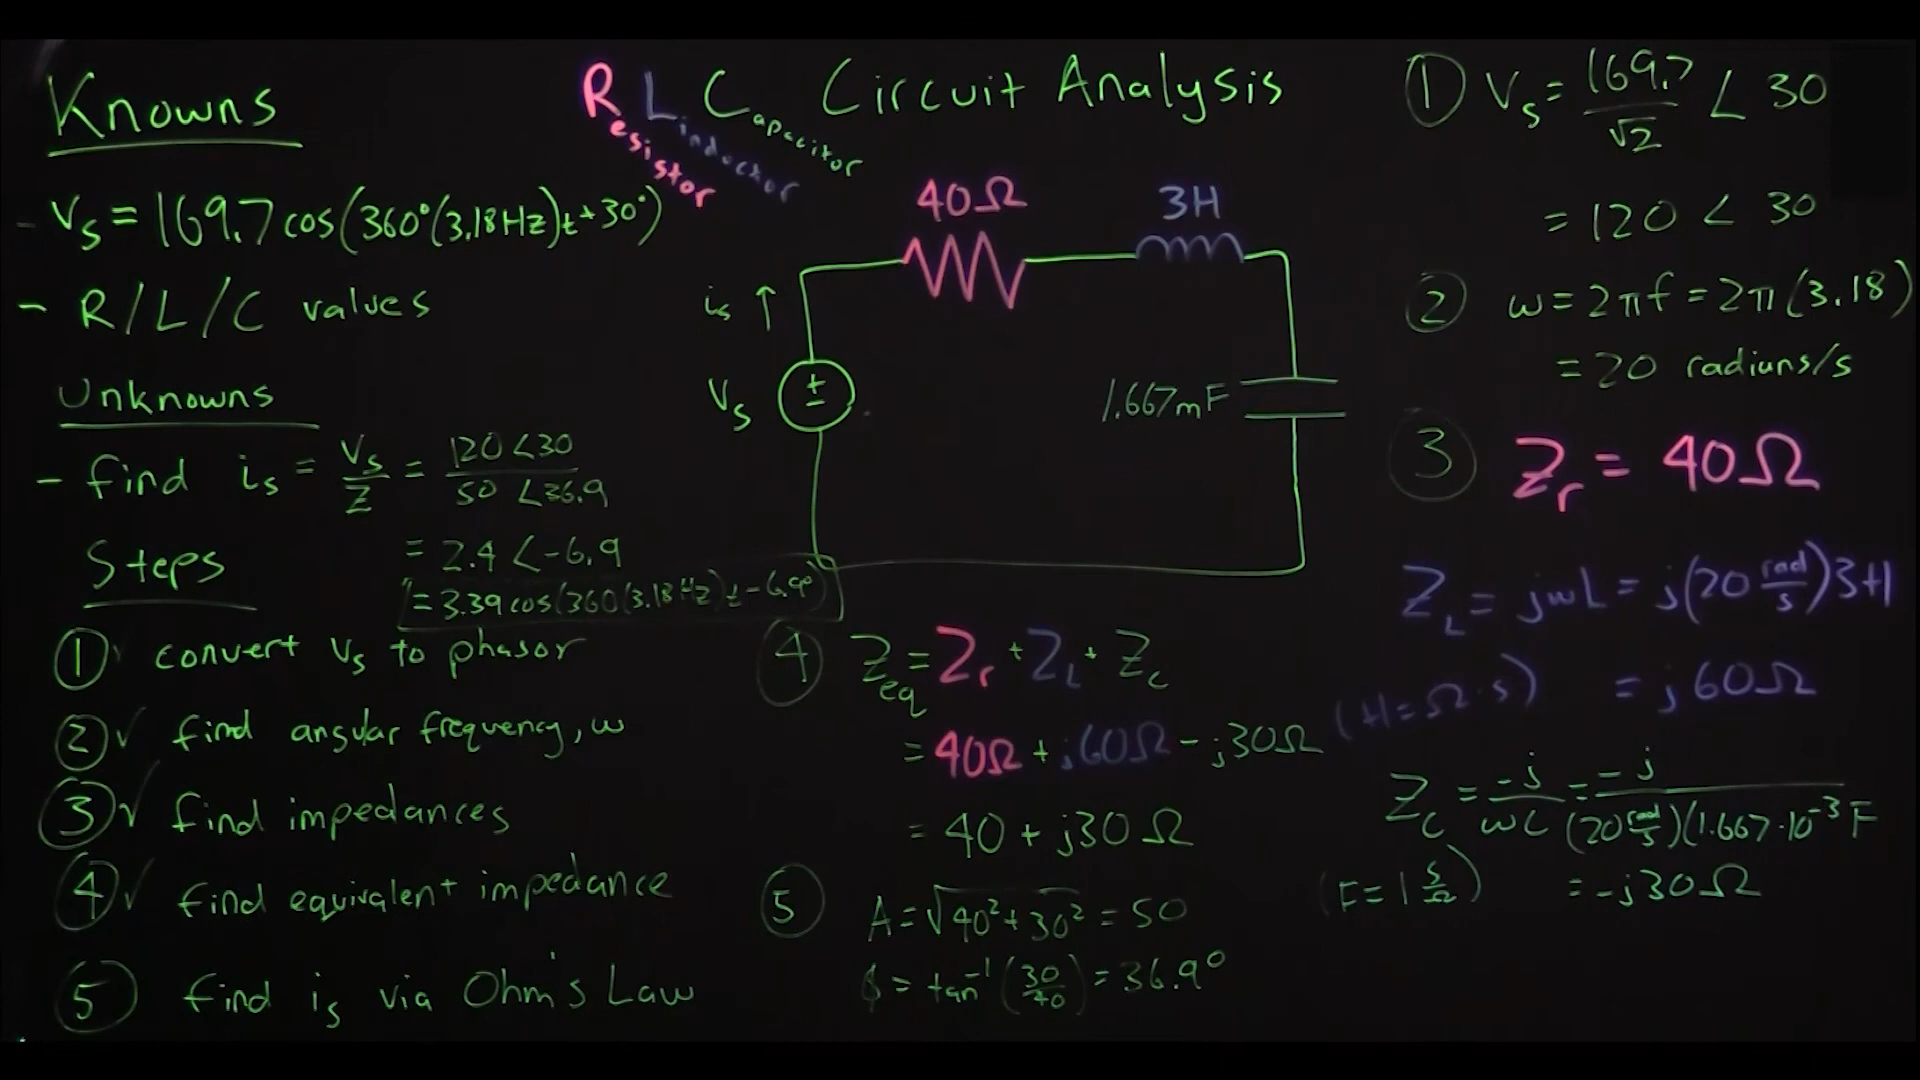 RLC Circuit Analysis
Resistor
Inductor
Capacitor
Knowns
- Vs = 169.7 cos(360°(3.18Hz)t+30°)
- R/L/C values
Unknowns
- find is = Vs/Z = 120∠30 / 50∠36.9
= 2.4∠-6.9
= 3.39 cos(360(3.18Hz)t-6.9°)
Steps
① convert Vs to phasor
②✓ find angular frequency, ω
③✓ find impedances
④✓ find equivalent impedance
⑤ find is via Ohm's Law
40Ω
3H
is ↑
Vs
±
1.667mF
④ Zeq = Zr + ZL + Zc
= 40Ω + j60Ω - j30Ω
= 40 + j30Ω
⑤ A = √40²+30² = 50
ϕ = tan⁻¹(30/40) = 36.9°
① Vs = 169.7/√2 ∠ 30
= 120 ∠ 30
② ω = 2πf = 2π(3.18)
= 20 radians/s
③ Zr = 40Ω
ZL = jωL = j(20 rad/s)3H
(H=Ω·s) = j60Ω
Zc = -j/ωC = -j/(20 rad/s)(1.667·10⁻³F
(F=1 s/Ω) = -j30Ω